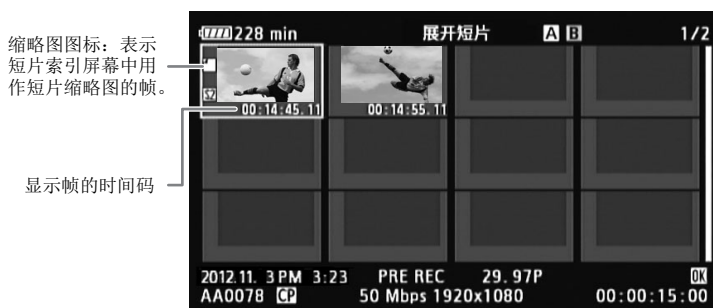 228 min 展开短片 A B 1/2
缩略图图标：表示
短片索引屏幕中用
作短片缩略图的帧。
00:14:45.11 00:14:55.11
显示帧的时间码
2012.11. 3 PM 3:23 PRE REC 29.97P OK
AA0078 CP 50 Mbps 1920x1080 00:00:15:00